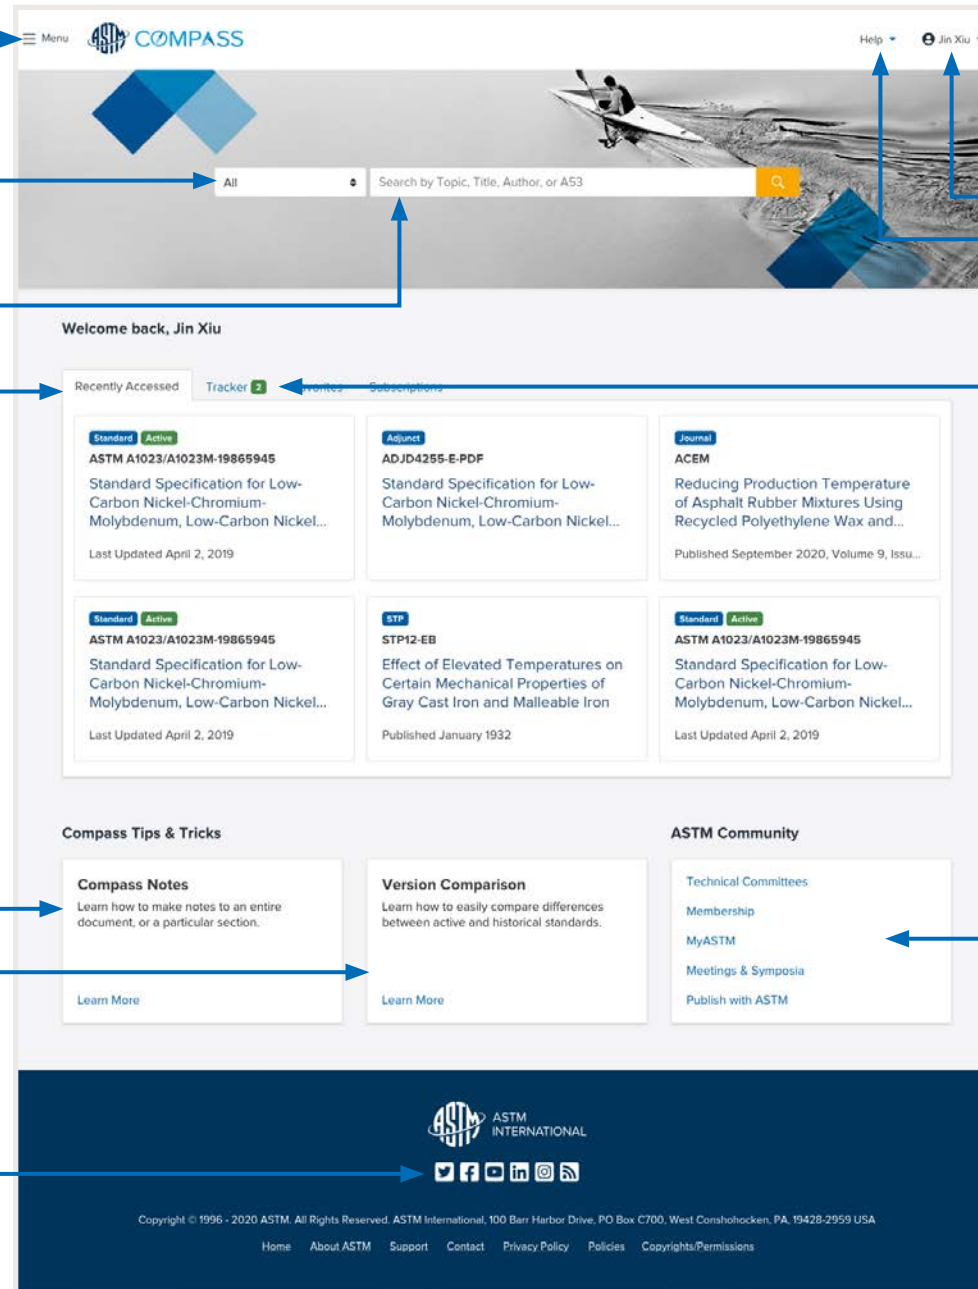 Menu
ASTM COMPASS
Help
Jin Xiu
All
Search by Topic, Title, Author, or A53
Welcome back, Jin Xiu
Recently Accessed
Tracker 2
Subscriptions
Standard Active
ASTM A1023/A1023M-19865945
Standard Specification for Low-
Carbon Nickel-Chromium-
Molybdenum, Low-Carbon Nickel...
Last Updated April 2, 2019
Adjunct
ADJD4255-E-PDF
Standard Specification for Low-
Carbon Nickel-Chromium-
Molybdenum, Low-Carbon Nickel...
Journal
ACEM
Reducing Production Temperature
of Asphalt Rubber Mixtures Using
Recycled Polyethylene Wax and...
Published September 2020, Volume 9, Issu...
Standard Active
ASTM A1023/A1023M-19865945
Standard Specification for Low-
Carbon Nickel-Chromium-
Molybdenum, Low-Carbon Nickel...
Last Updated April 2, 2019
STP
STP12-EB
Effect of Elevated Temperatures on
Certain Mechanical Properties of
Gray Cast Iron and Malleable Iron
Published January 1932
Standard Active
ASTM A1023/A1023M-19865945
Standard Specification for Low-
Carbon Nickel-Chromium-
Molybdenum, Low-Carbon Nickel...
Last Updated April 2, 2019
Compass Tips & Tricks
Compass Notes
Learn how to make notes to an entire
document, or a particular section.
Learn More
Version Comparison
Learn how to easily compare differences
between active and historical standards.
Learn More
ASTM Community
Technical Committees
Membership
MyASTM
Meetings & Symposia
Publish with ASTM
ASTM
ASTM
INTERNATIONAL
Copyright © 1996 - 2020 ASTM. All Rights Reserved. ASTM International, 100 Barr Harbor Drive, PO Box C700, West Conshohocken, PA, 19428-2959 USA
Home About ASTM Support Contact Privacy Policy Policies Copyrights/Permissions